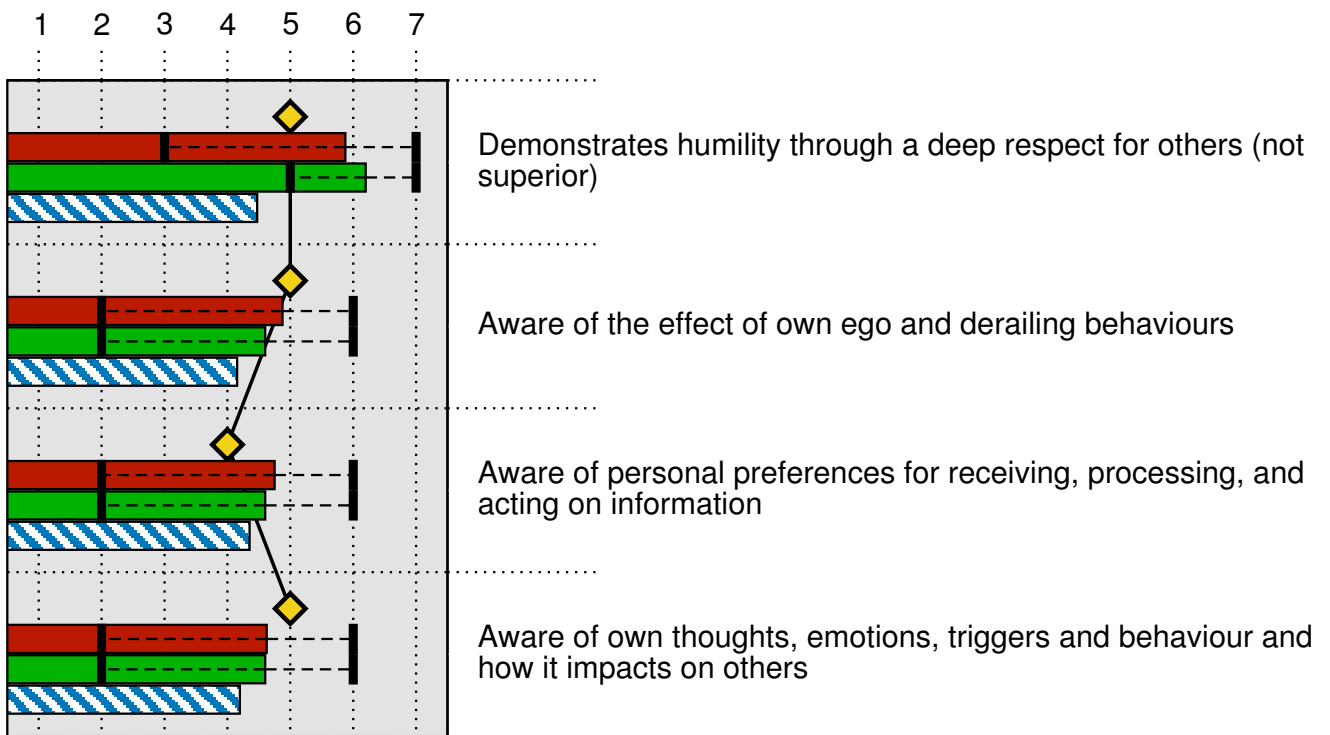 1 2 3 4 5 6 7
Demonstrates humility through a deep respect for others (not
superior)
Aware of the effect of own ego and derailing behaviours
Aware of personal preferences for receiving, processing, and
acting on information
Aware of own thoughts, emotions, triggers and behaviour and
how it impacts on others